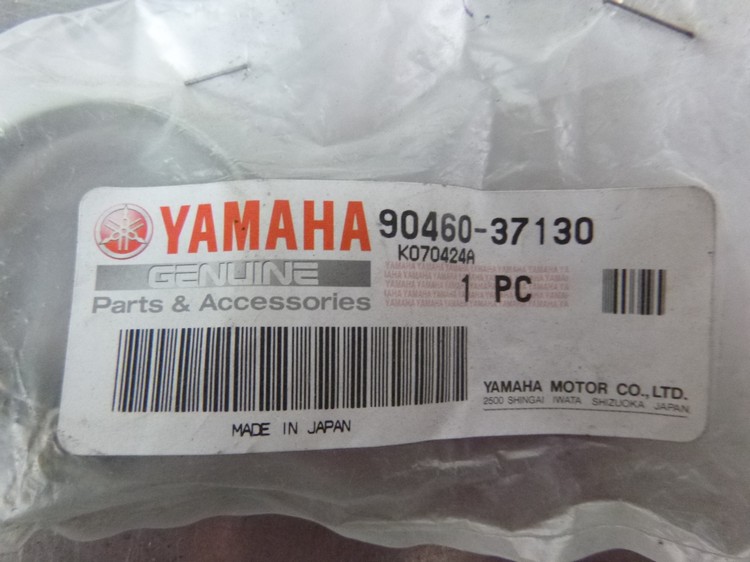 YAMAHA
90460-37130
K070424A
GENUINE
Parts & Accessories
1 PC
YAMAHA MOTOR CO., LTD.
2500 SHINGAI IWATA SHIZUOKA JAPAN
MADE IN JAPAN